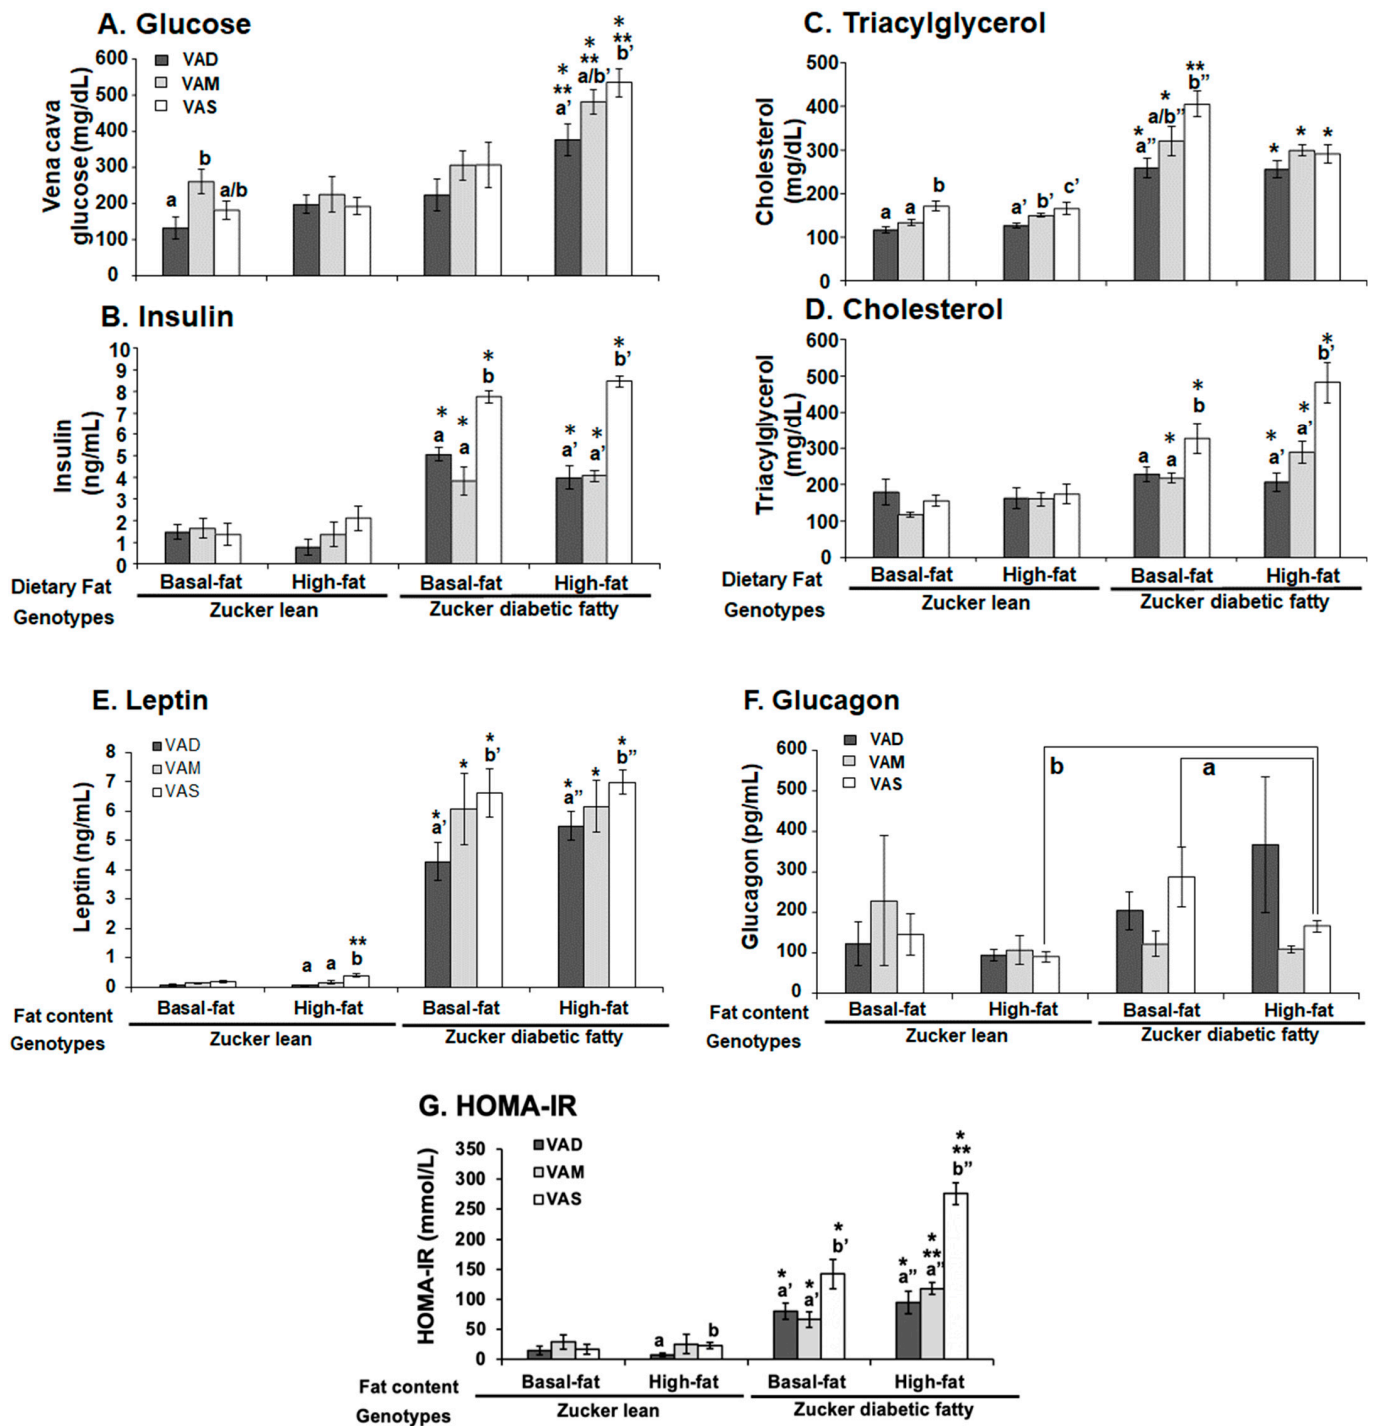 A. Glucose
VAD
VAM
VAS
Vena cava
glucose (mg/dL)
600
500
400
300
200
100
0
a
b
a/b
*
**
a’
*
**
a/b’
*
**
b’
B. Insulin
Insulin
(ng/mL)
10
9
8
7
6
5
4
3
2
1
0
*
a
*
a
*
b
*
a’
*
a’
*
b’
Dietary Fat
Basal-fat
High-fat
Basal-fat
High-fat
Genotypes
Zucker lean
Zucker diabetic fatty
C. Triacylglycerol
Cholesterol
(mg/dL)
500
400
300
200
100
0
a
a
b
a’
b’
c’
*
a”
*
a/b”
**
b”
*
*
*
D. Cholesterol
Triacylglycerol
(mg/dL)
600
500
400
300
200
100
0
a
*
a
*
b
*
a’
*
a’
*
b’
Dietary Fat
Basal-fat
High-fat
Basal-fat
High-fat
Genotypes
Zucker lean
Zucker diabetic fatty
E. Leptin
VAD
VAM
VAS
Leptin (ng/mL)
8
7
6
5
4
3
2
1
0
a
a
**
b
*
a’
*
*
b’
*
a”
*
*
b”
Fat content
Basal-fat
High-fat
Basal-fat
High-fat
Genotypes
Zucker lean
Zucker diabetic fatty
F. Glucagon
VAD
VAM
VAS
Glucagon (pg/mL)
600
500
400
300
200
100
0
b
a
Fat content
Basal-fat
High-fat
Basal-fat
High-fat
Genotypes
Zucker lean
Zucker diabetic fatty
G. HOMA-IR
VAD
VAM
VAS
HOMA-IR (mmol/L)
350
300
250
200
150
100
50
0
a
b
*
a’
*
a’
*
b’
*
a”
*
**
a”
*
**
b”
Fat content
Basal-fat
High-fat
Basal-fat
High-fat
Genotypes
Zucker lean
Zucker diabetic fatty